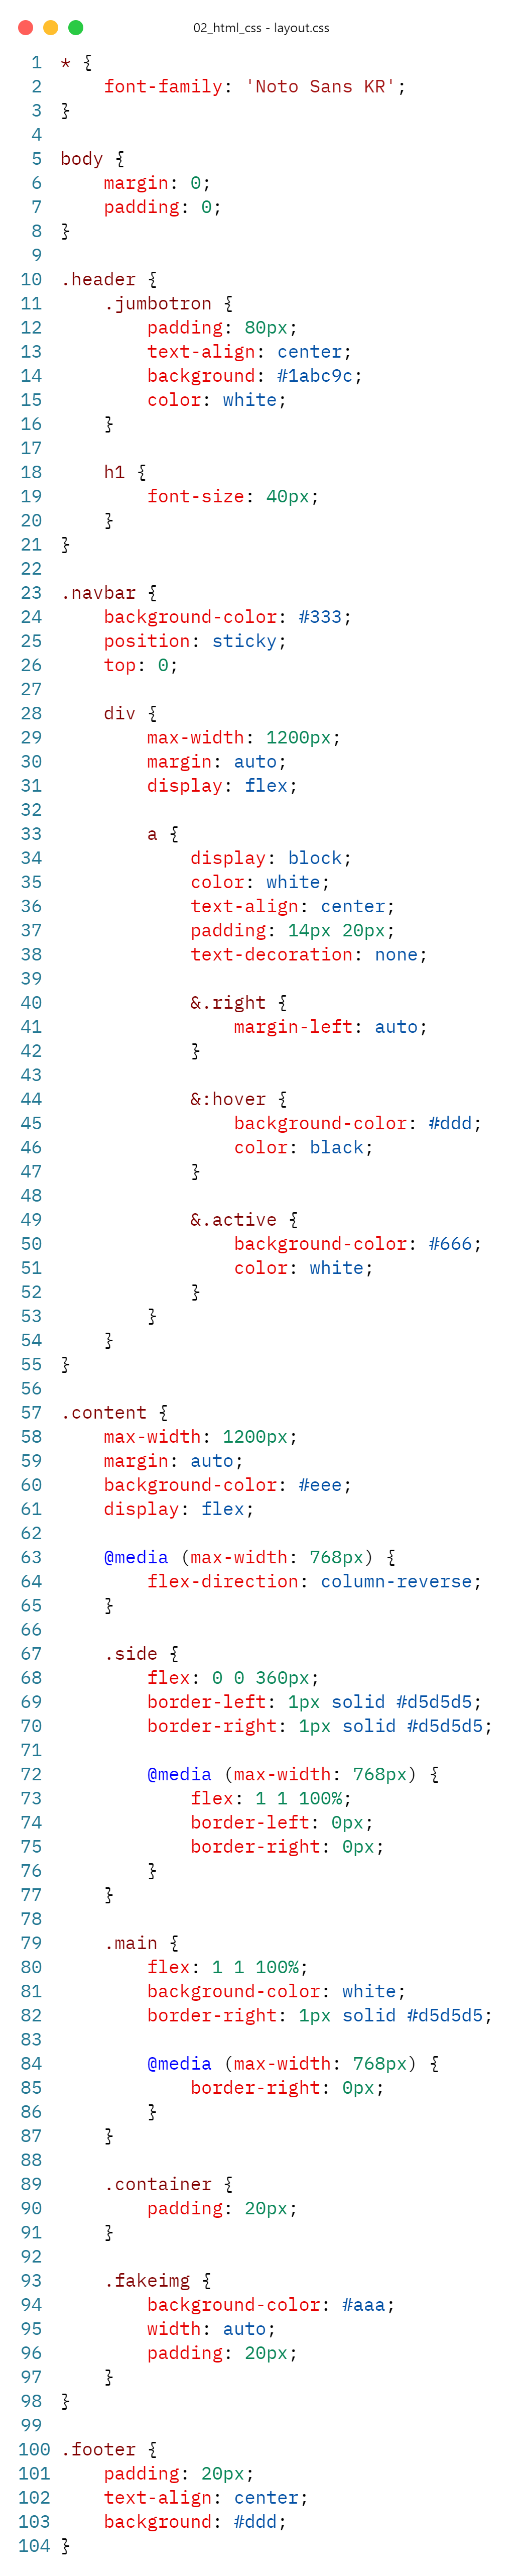 02_html_css - layout.css
1 * {
2     font-family: 'Noto Sans KR';
3 }
4
5 body {
6     margin: 0;
7     padding: 0;
8 }
9
10 .header {
11     .jumbotron {
12         padding: 80px;
13         text-align: center;
14         background: #1abc9c;
15         color: white;
16     }
17
18     h1 {
19         font-size: 40px;
20     }
21 }
22
23 .navbar {
24     background-color: #333;
25     position: sticky;
26     top: 0;
27
28     div {
29         max-width: 1200px;
30         margin: auto;
31         display: flex;
32
33         a {
34             display: block;
35             color: white;
36             text-align: center;
37             padding: 14px 20px;
38             text-decoration: none;
39
40             &.right {
41                 margin-left: auto;
42             }
43
44             &:hover {
45                 background-color: #ddd;
46                 color: black;
47             }
48
49             &.active {
50                 background-color: #666;
51                 color: white;
52             }
53         }
54     }
55 }
56
57 .content {
58     max-width: 1200px;
59     margin: auto;
60     background-color: #eee;
61     display: flex;
62
63     @media (max-width: 768px) {
64         flex-direction: column-reverse;
65     }
66
67     .side {
68         flex: 0 0 360px;
69         border-left: 1px solid #d5d5d5;
70         border-right: 1px solid #d5d5d5;
71
72         @media (max-width: 768px) {
73             flex: 1 1 100%;
74             border-left: 0px;
75             border-right: 0px;
76         }
77     }
78
79     .main {
80         flex: 1 1 100%;
81         background-color: white;
82         border-right: 1px solid #d5d5d5;
83
84         @media (max-width: 768px) {
85             border-right: 0px;
86         }
87     }
88
89     .container {
90         padding: 20px;
91     }
92
93     .fakeimg {
94         background-color: #aaa;
95         width: auto;
96         padding: 20px;
97     }
98 }
99
100 .footer {
101     padding: 20px;
102     text-align: center;
103     background: #ddd;
104 }